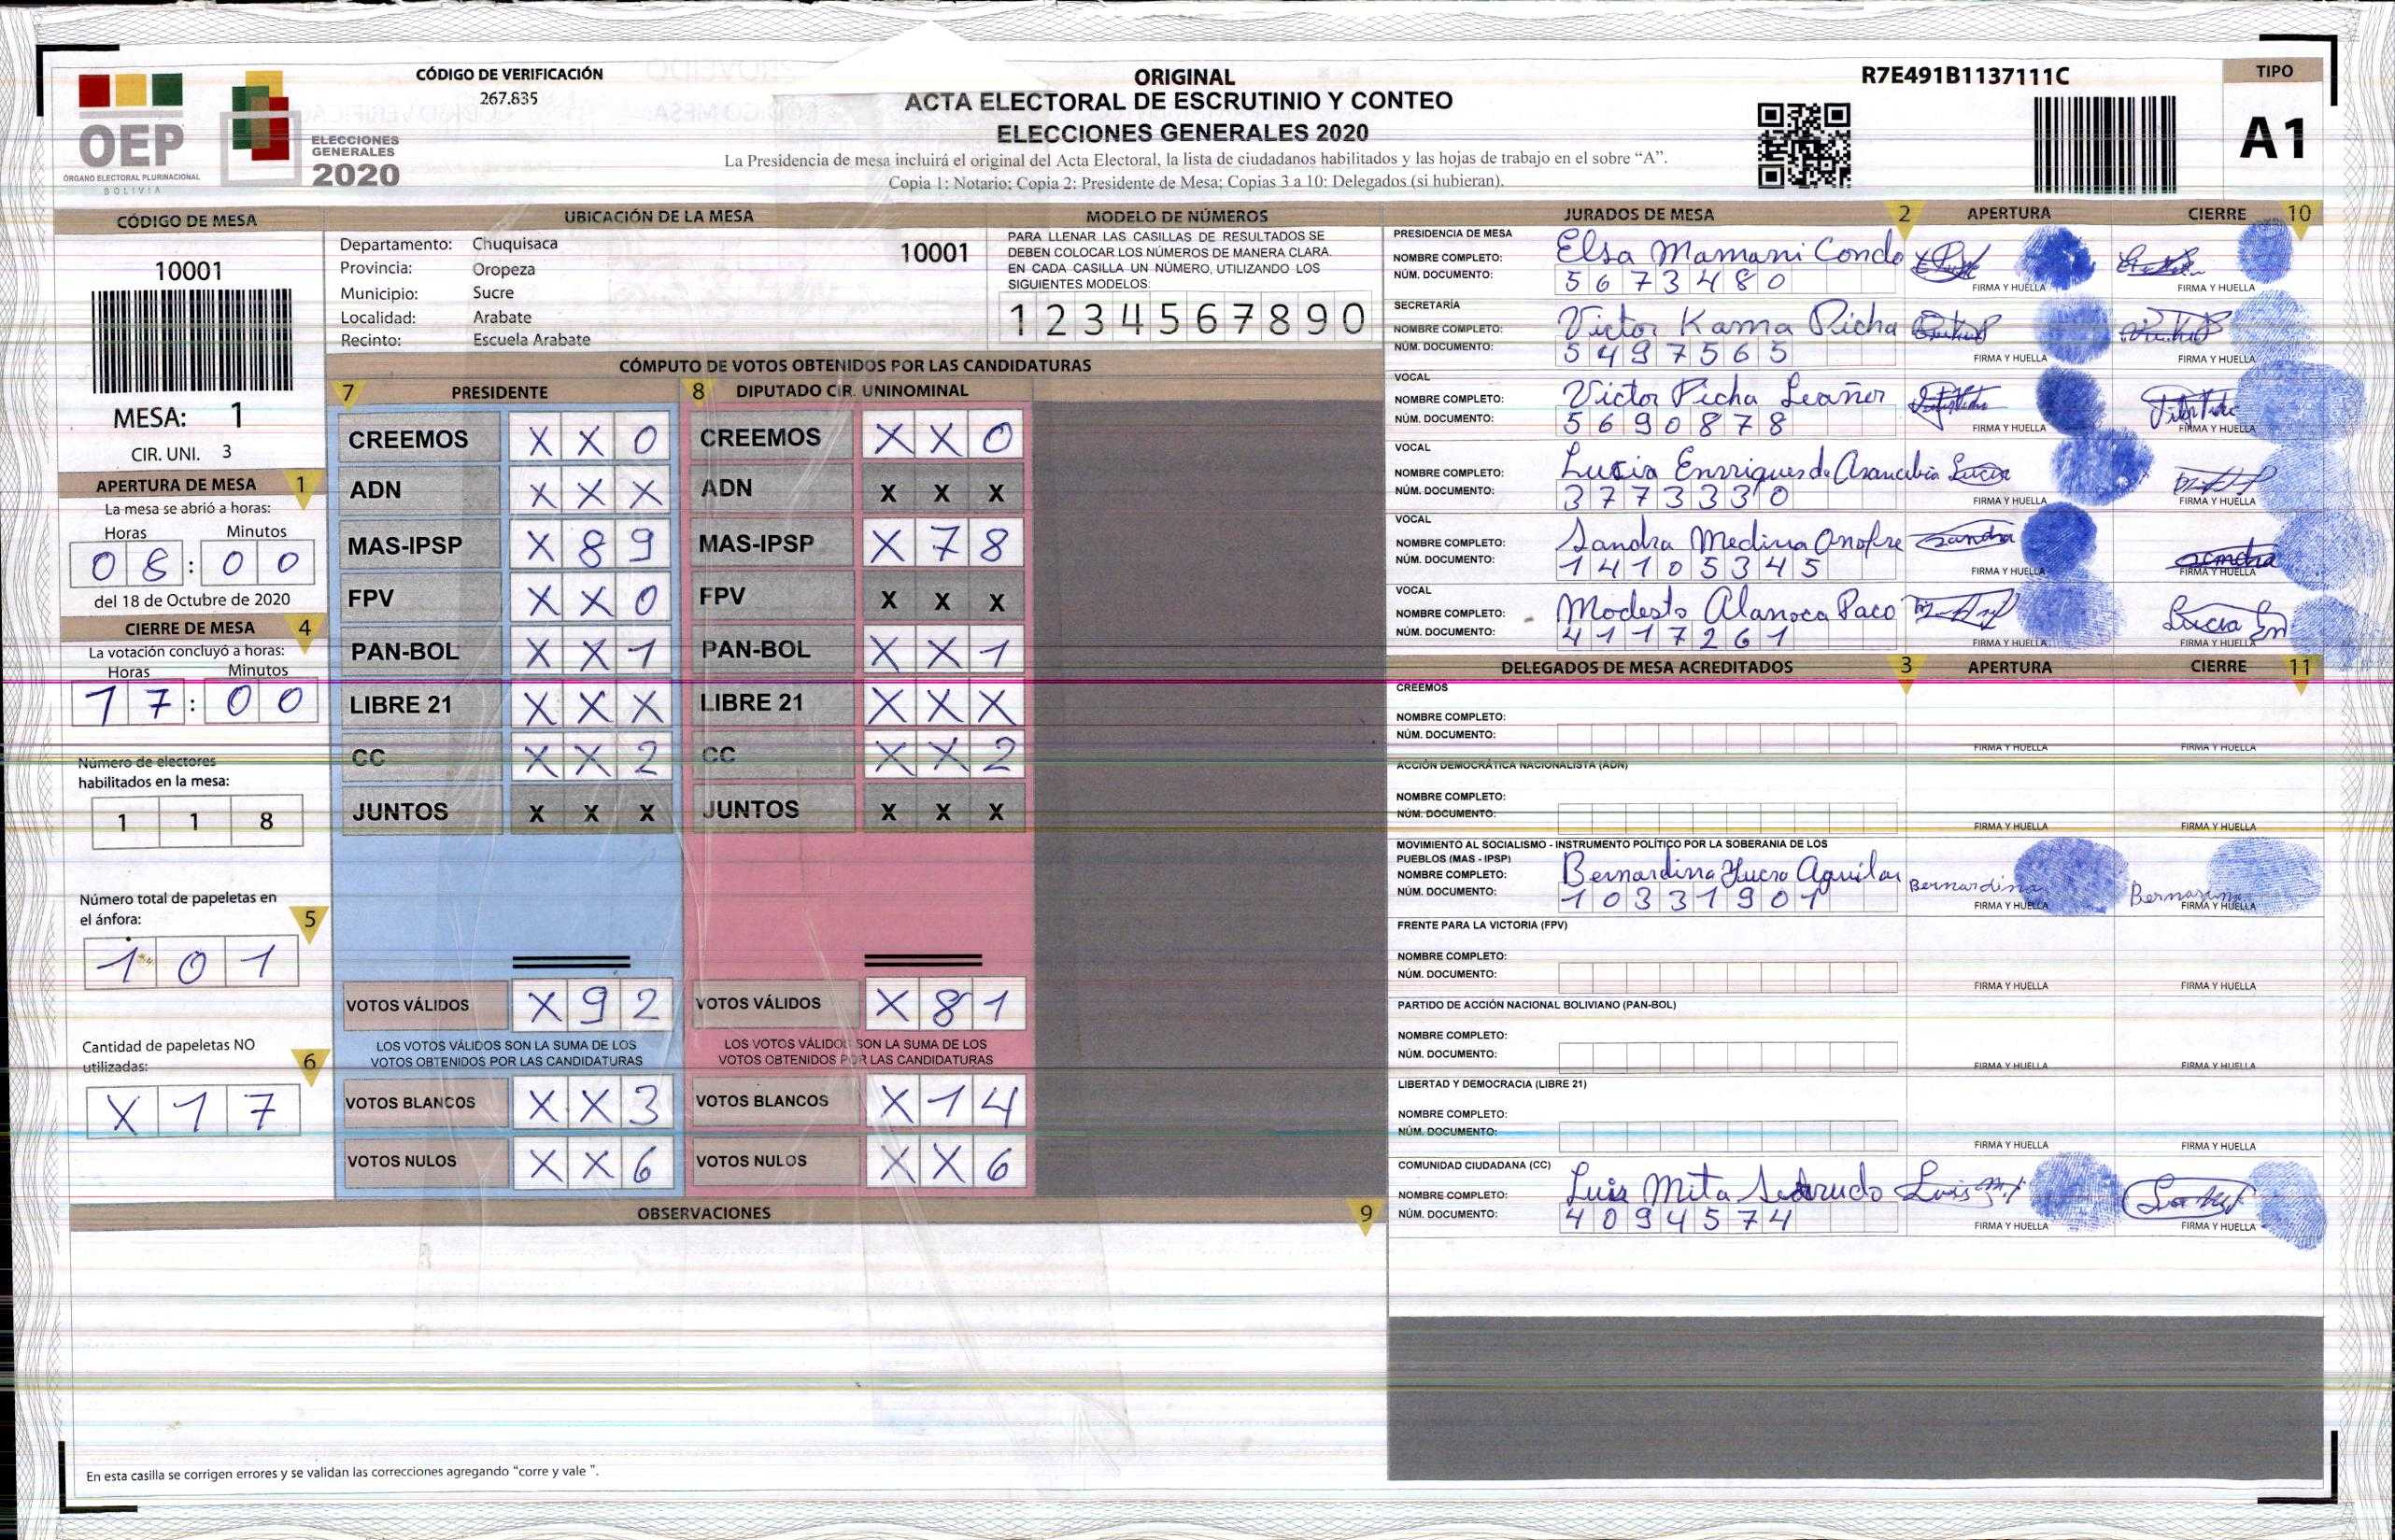 OEP
ÓRGANO ELECTORAL PLURINACIONAL
BOLIVIA
ELECCIONES
GENERALES
2020
CÓDIGO DE VERIFICACIÓN
267.835
ORIGINAL
ACTA ELECTORAL DE ESCRUTINIO Y CONTEO
ELECCIONES GENERALES 2020
La Presidencia de mesa incluirá el original del Acta Electoral, la lista de ciudadanos habilitados y las hojas de trabajo en el sobre “A”.
Copia 1: Notario; Copia 2: Presidente de Mesa; Copias 3 a 10: Delegados (si hubieran).
R7E491B1137111C
TIPO
A1
CÓDIGO DE MESA
10001
MESA: 1
CIR. UNI. 3
APERTURA DE MESA 1
La mesa se abrió a horas:
Horas Minutos
08:00
del 18 de Octubre de 2020
CIERRE DE MESA 4
La votación concluyó a horas:
Horas Minutos
17:00
Número de electores
habilitados en la mesa:
1 1 8
Número total de papeletas en
el ánfora: 5
1 0 1
Cantidad de papeletas NO
utilizadas: 6
X 1 7
UBICACIÓN DE LA MESA
Departamento: Chuquisaca 10001
Provincia: Oropeza
Municipio: Sucre
Localidad: Arabate
Recinto: Escuela Arabate
MODELO DE NÚMEROS
PARA LLENAR LAS CASILLAS DE RESULTADOS SE
DEBEN COLOCAR LOS NÚMEROS DE MANERA CLARA.
EN CADA CASILLA UN NÚMERO, UTILIZANDO LOS
SIGUIENTES MODELOS:
1 2 3 4 5 6 7 8 9 0
CÓMPUTO DE VOTOS OBTENIDOS POR LAS CANDIDATURAS
7 PRESIDENTE
CREEMOS X X 0
ADN X X X
MAS-IPSP X 8 9
FPV X X 0
PAN-BOL X X 1
LIBRE 21 X X X
CC X X 2
JUNTOS X X X
VOTOS VÁLIDOS X 9 2
LOS VOTOS VÁLIDOS SON LA SUMA DE LOS
VOTOS OBTENIDOS POR LAS CANDIDATURAS
VOTOS BLANCOS X X 3
VOTOS NULOS X X 6
8 DIPUTADO CIR. UNINOMINAL
CREEMOS X X 0
ADN X X X
MAS-IPSP X 7 8
FPV X X X
PAN-BOL X X 1
LIBRE 21 X X X
CC X X 2
JUNTOS X X X
VOTOS VÁLIDOS X 8 1
LOS VOTOS VÁLIDOS SON LA SUMA DE LOS
VOTOS OBTENIDOS POR LAS CANDIDATURAS
VOTOS BLANCOS X 1 4
VOTOS NULOS X X 6
OBSERVACIONES 9
En esta casilla se corrigen errores y se validan las correcciones agregando “corre y vale ”.
JURADOS DE MESA 2 APERTURA CIERRE 10
PRESIDENCIA DE MESA
NOMBRE COMPLETO: Elsa Mamani Condo
NÚM. DOCUMENTO: 5673480
FIRMA Y HUELLA FIRMA Y HUELLA
SECRETARÍA
NOMBRE COMPLETO: Victor Kama Picha
NÚM. DOCUMENTO: 5497565
FIRMA Y HUELLA FIRMA Y HUELLA
VOCAL
NOMBRE COMPLETO: Victor Picha Leañor
NÚM. DOCUMENTO: 5690878
FIRMA Y HUELLA FIRMA Y HUELLA
VOCAL
NOMBRE COMPLETO: Lucia Enrriques de Lucia
NÚM. DOCUMENTO: 3773330
FIRMA Y HUELLA FIRMA Y HUELLA
VOCAL
NOMBRE COMPLETO: Sandra Medina Onofre Sandra
NÚM. DOCUMENTO: 14105345
FIRMA Y HUELLA FIRMA Y HUELLA
VOCAL
NOMBRE COMPLETO: Modesto Alanoca Paco Lucia En
NÚM. DOCUMENTO: 4117261
FIRMA Y HUELLA FIRMA Y HUELLA
DELEGADOS DE MESA ACREDITADOS 3 APERTURA CIERRE 11
CREEMOS
NOMBRE COMPLETO:
NÚM. DOCUMENTO:
FIRMA Y HUELLA FIRMA Y HUELLA
ACCIÓN DEMOCRÁTICA NACIONALISTA (ADN)
NOMBRE COMPLETO:
NÚM. DOCUMENTO:
FIRMA Y HUELLA FIRMA Y HUELLA
MOVIMIENTO AL SOCIALISMO - INSTRUMENTO POLÍTICO POR LA SOBERANIA DE LOS
PUEBLOS (MAS - IPSP)
NOMBRE COMPLETO: Bernardina Yucra Aguilar Bernardina
NÚM. DOCUMENTO: 10331901
FIRMA Y HUELLA FIRMA Y HUELLA
FRENTE PARA LA VICTORIA (FPV)
NOMBRE COMPLETO:
NÚM. DOCUMENTO:
FIRMA Y HUELLA FIRMA Y HUELLA
PARTIDO DE ACCIÓN NACIONAL BOLIVIANO (PAN-BOL)
NOMBRE COMPLETO:
NÚM. DOCUMENTO:
FIRMA Y HUELLA FIRMA Y HUELLA
LIBERTAD Y DEMOCRACIA (LIBRE 21)
NOMBRE COMPLETO:
NÚM. DOCUMENTO:
FIRMA Y HUELLA FIRMA Y HUELLA
COMUNIDAD CIUDADANA (CC)
NOMBRE COMPLETO: Luis Mita Luis
NÚM. DOCUMENTO: 4094574
FIRMA Y HUELLA FIRMA Y HUELLA